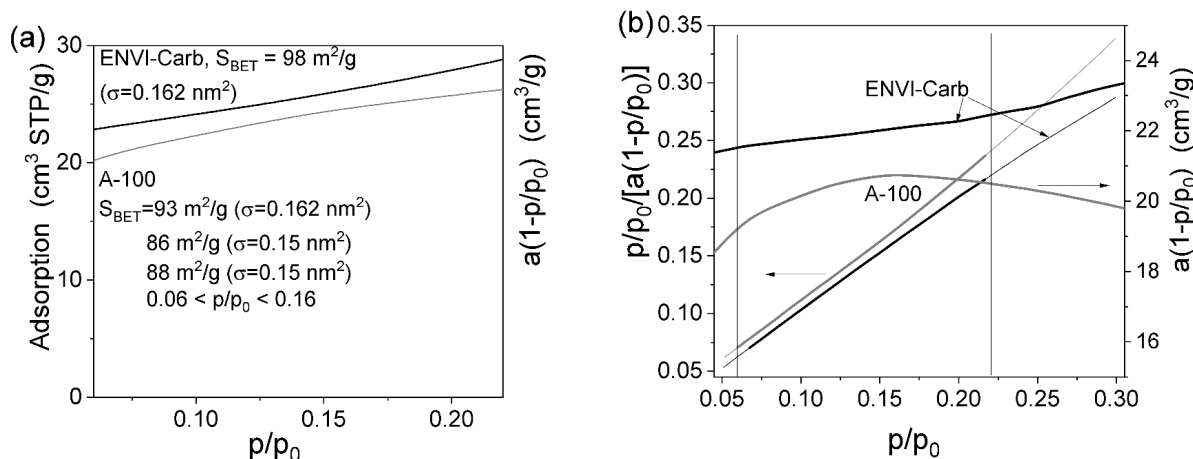 (a)
30
20
10
0
Adsorption (cm³ STP/g)
ENVI-Carb, S_BET = 98 m²/g
(σ=0.162 nm²)
A-100
S_BET=93 m²/g (σ=0.162 nm²)
86 m²/g (σ=0.15 nm²)
88 m²/g (σ=0.15 nm²)
0.06 < p/p₀ < 0.16
0.10 0.15 0.20
p/p₀
a(1-p/p₀) (cm³/g)
(b)
0.35
0.30
0.25
0.20
0.15
0.10
0.05
p/p₀/[a(1-p/p₀)]
ENVI-Carb
A-100
0.05 0.10 0.15 0.20 0.25 0.30
p/p₀
24
22
20
18
16
a(1-p/p₀) (cm³/g)